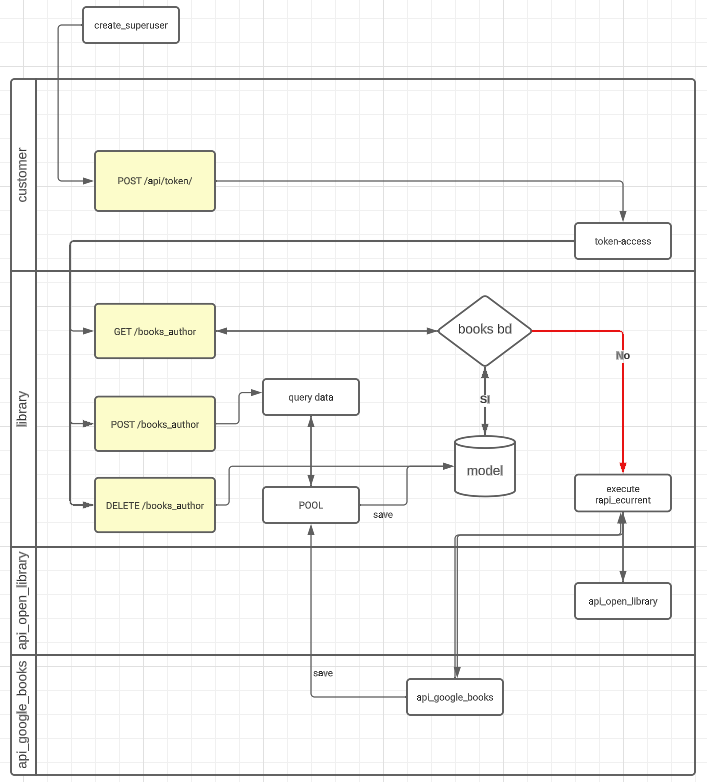 create_superuser
customer
POST /api/token/
token-access
library
GET /books_author
books bd
No
query data
SI
POST /books_author
model
execute
rapi_ecurrent
DELETE /books_author
POOL
save
api_open_library
api_open_library
api_google_books
save
api_google_books